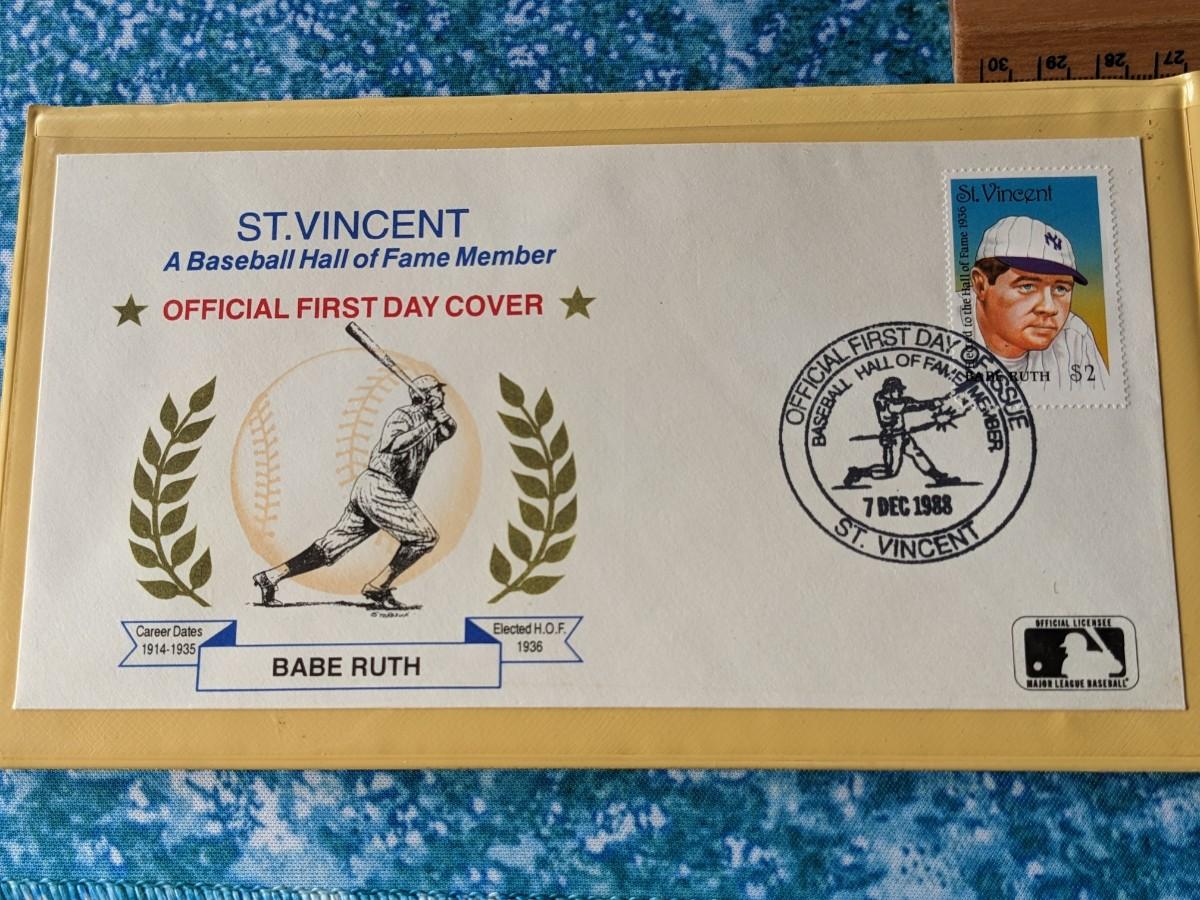 30 29 28 27
ST.VINCENT
A Baseball Hall of Fame Member
OFFICIAL FIRST DAY COVER
St. Vincent
to the Hall of Fame 1936
NY
BABE RUTH $2
OFFICIAL FIRST DAY OF ISSUE
BASEBALL HALL OF FAME MEMBER
7 DEC 1988
ST. VINCENT
Career Dates
1914-1935
Elected H.O.F.
1936
BABE RUTH
OFFICIAL LICENSEE
MAJOR LEAGUE BASEBALL